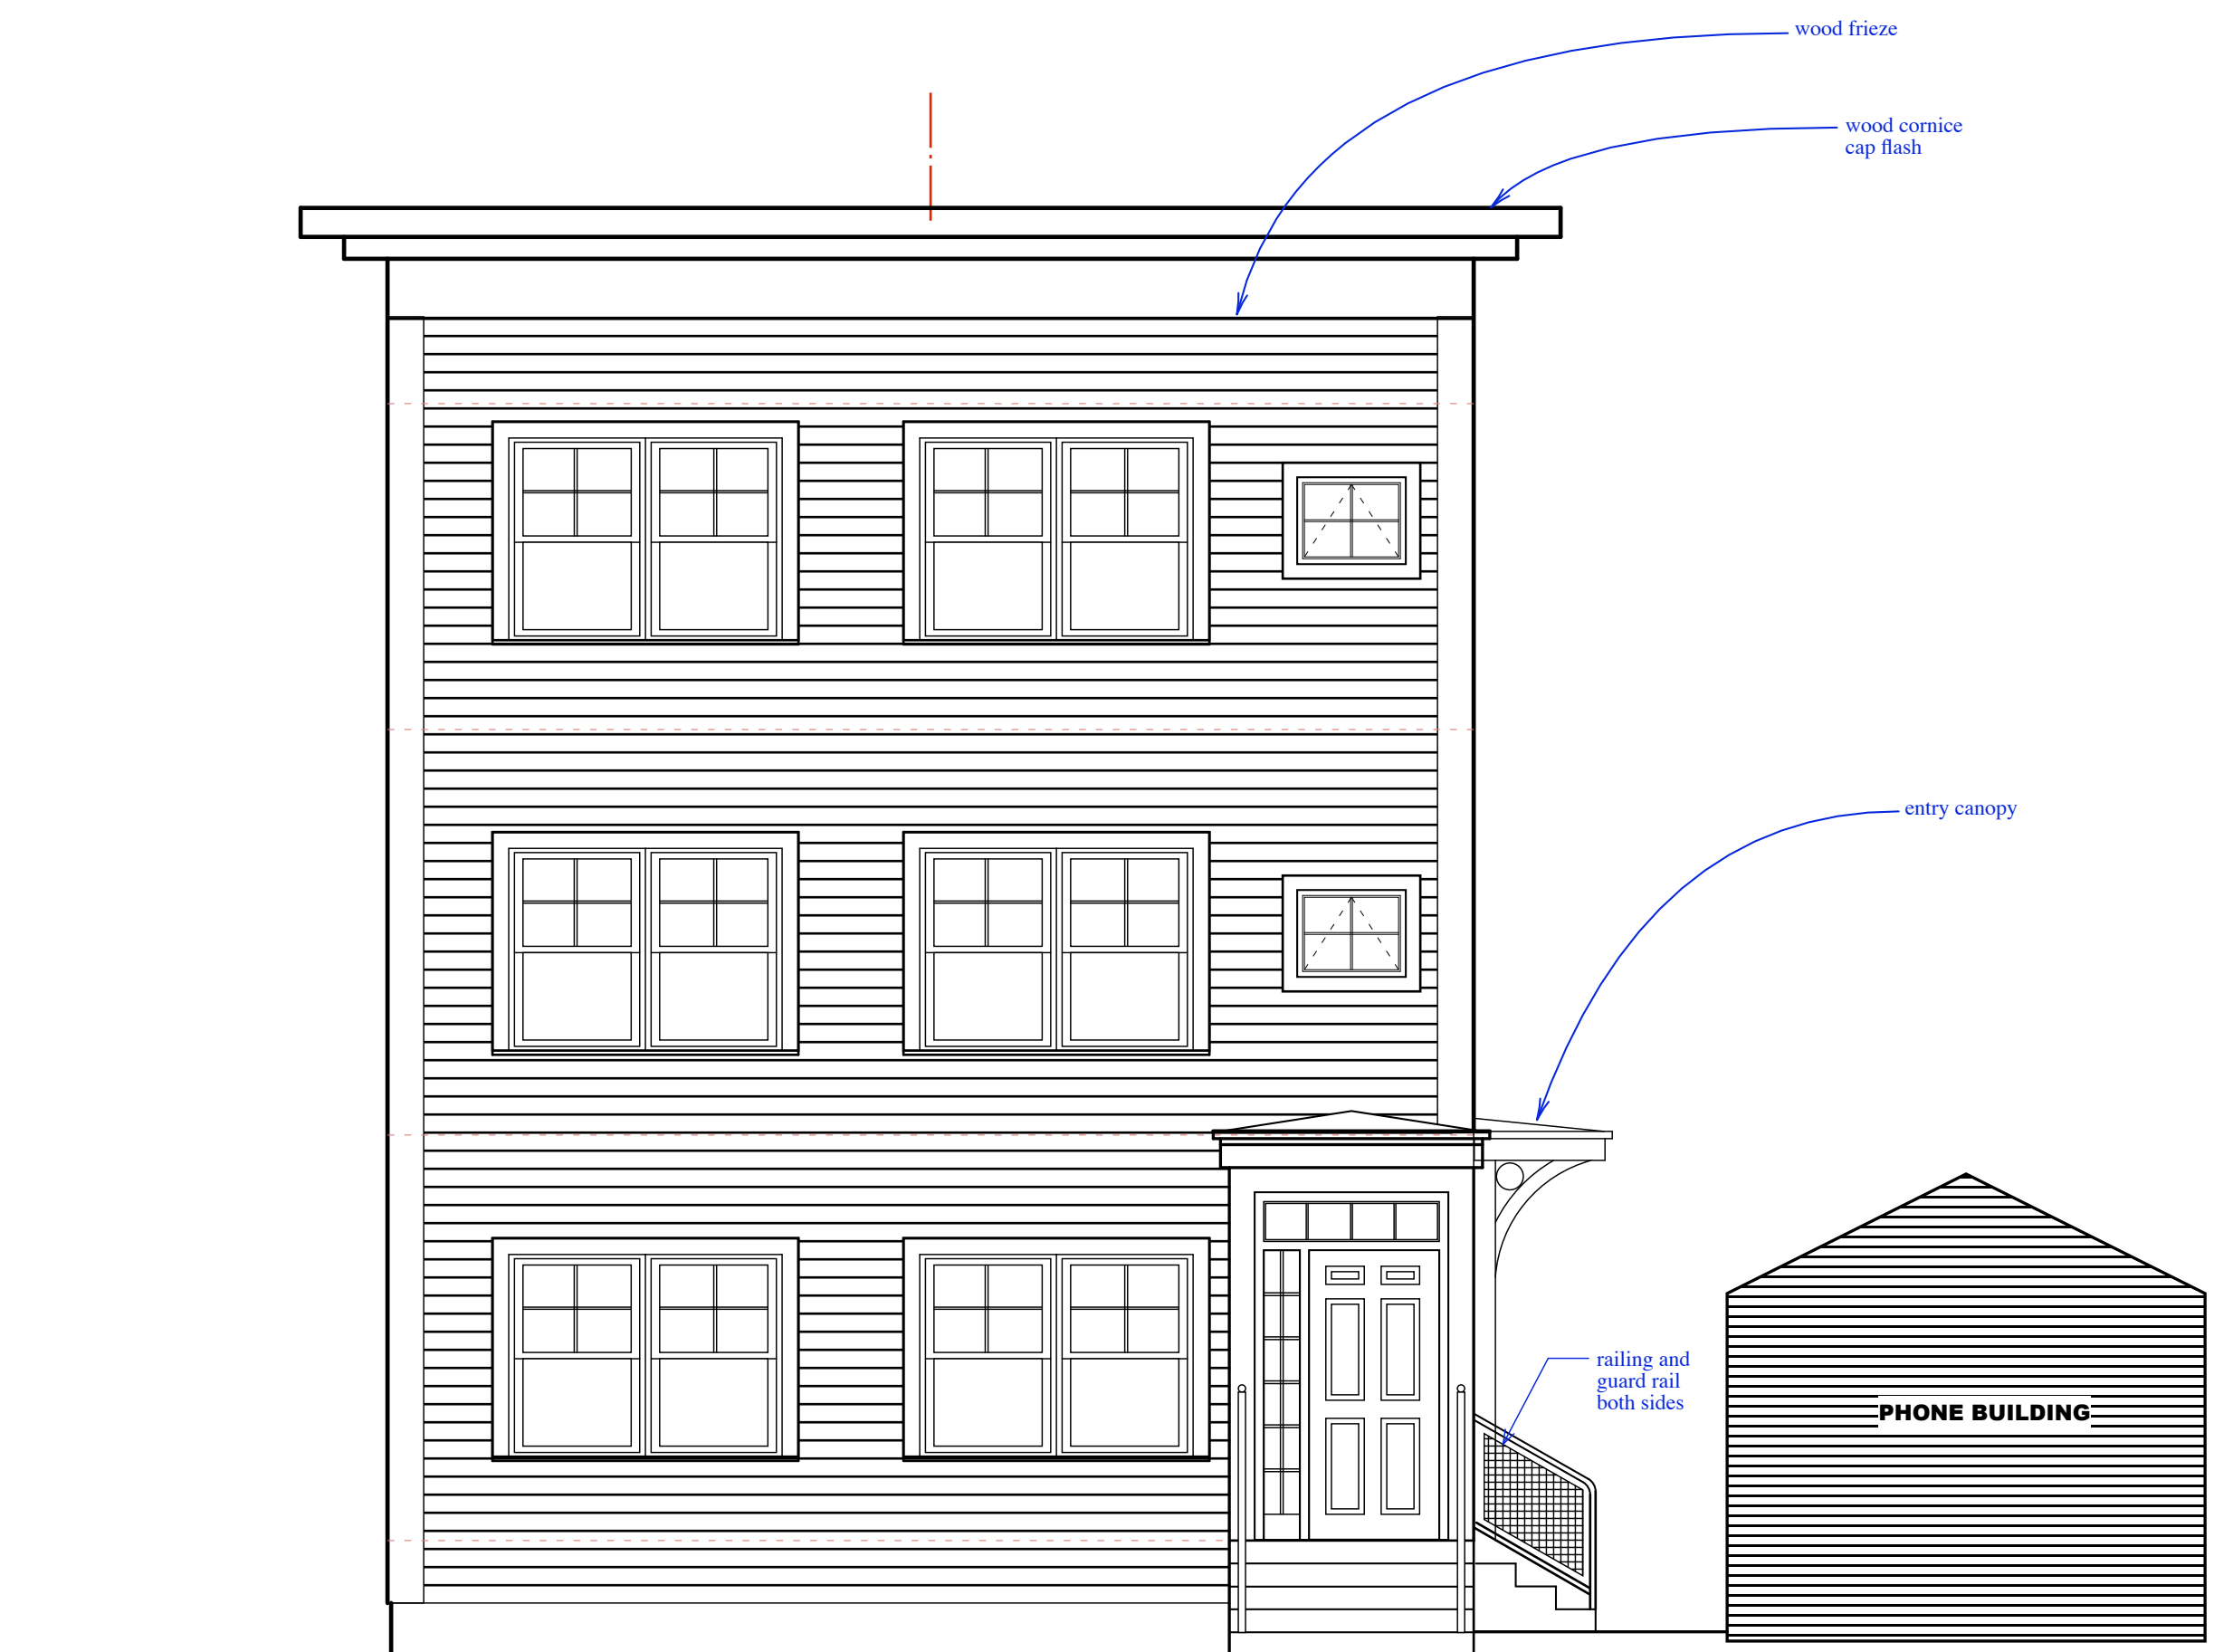 wood frieze
wood cornice
cap flash
entry canopy
railing and
guard rail
both sides
PHONE BUILDING